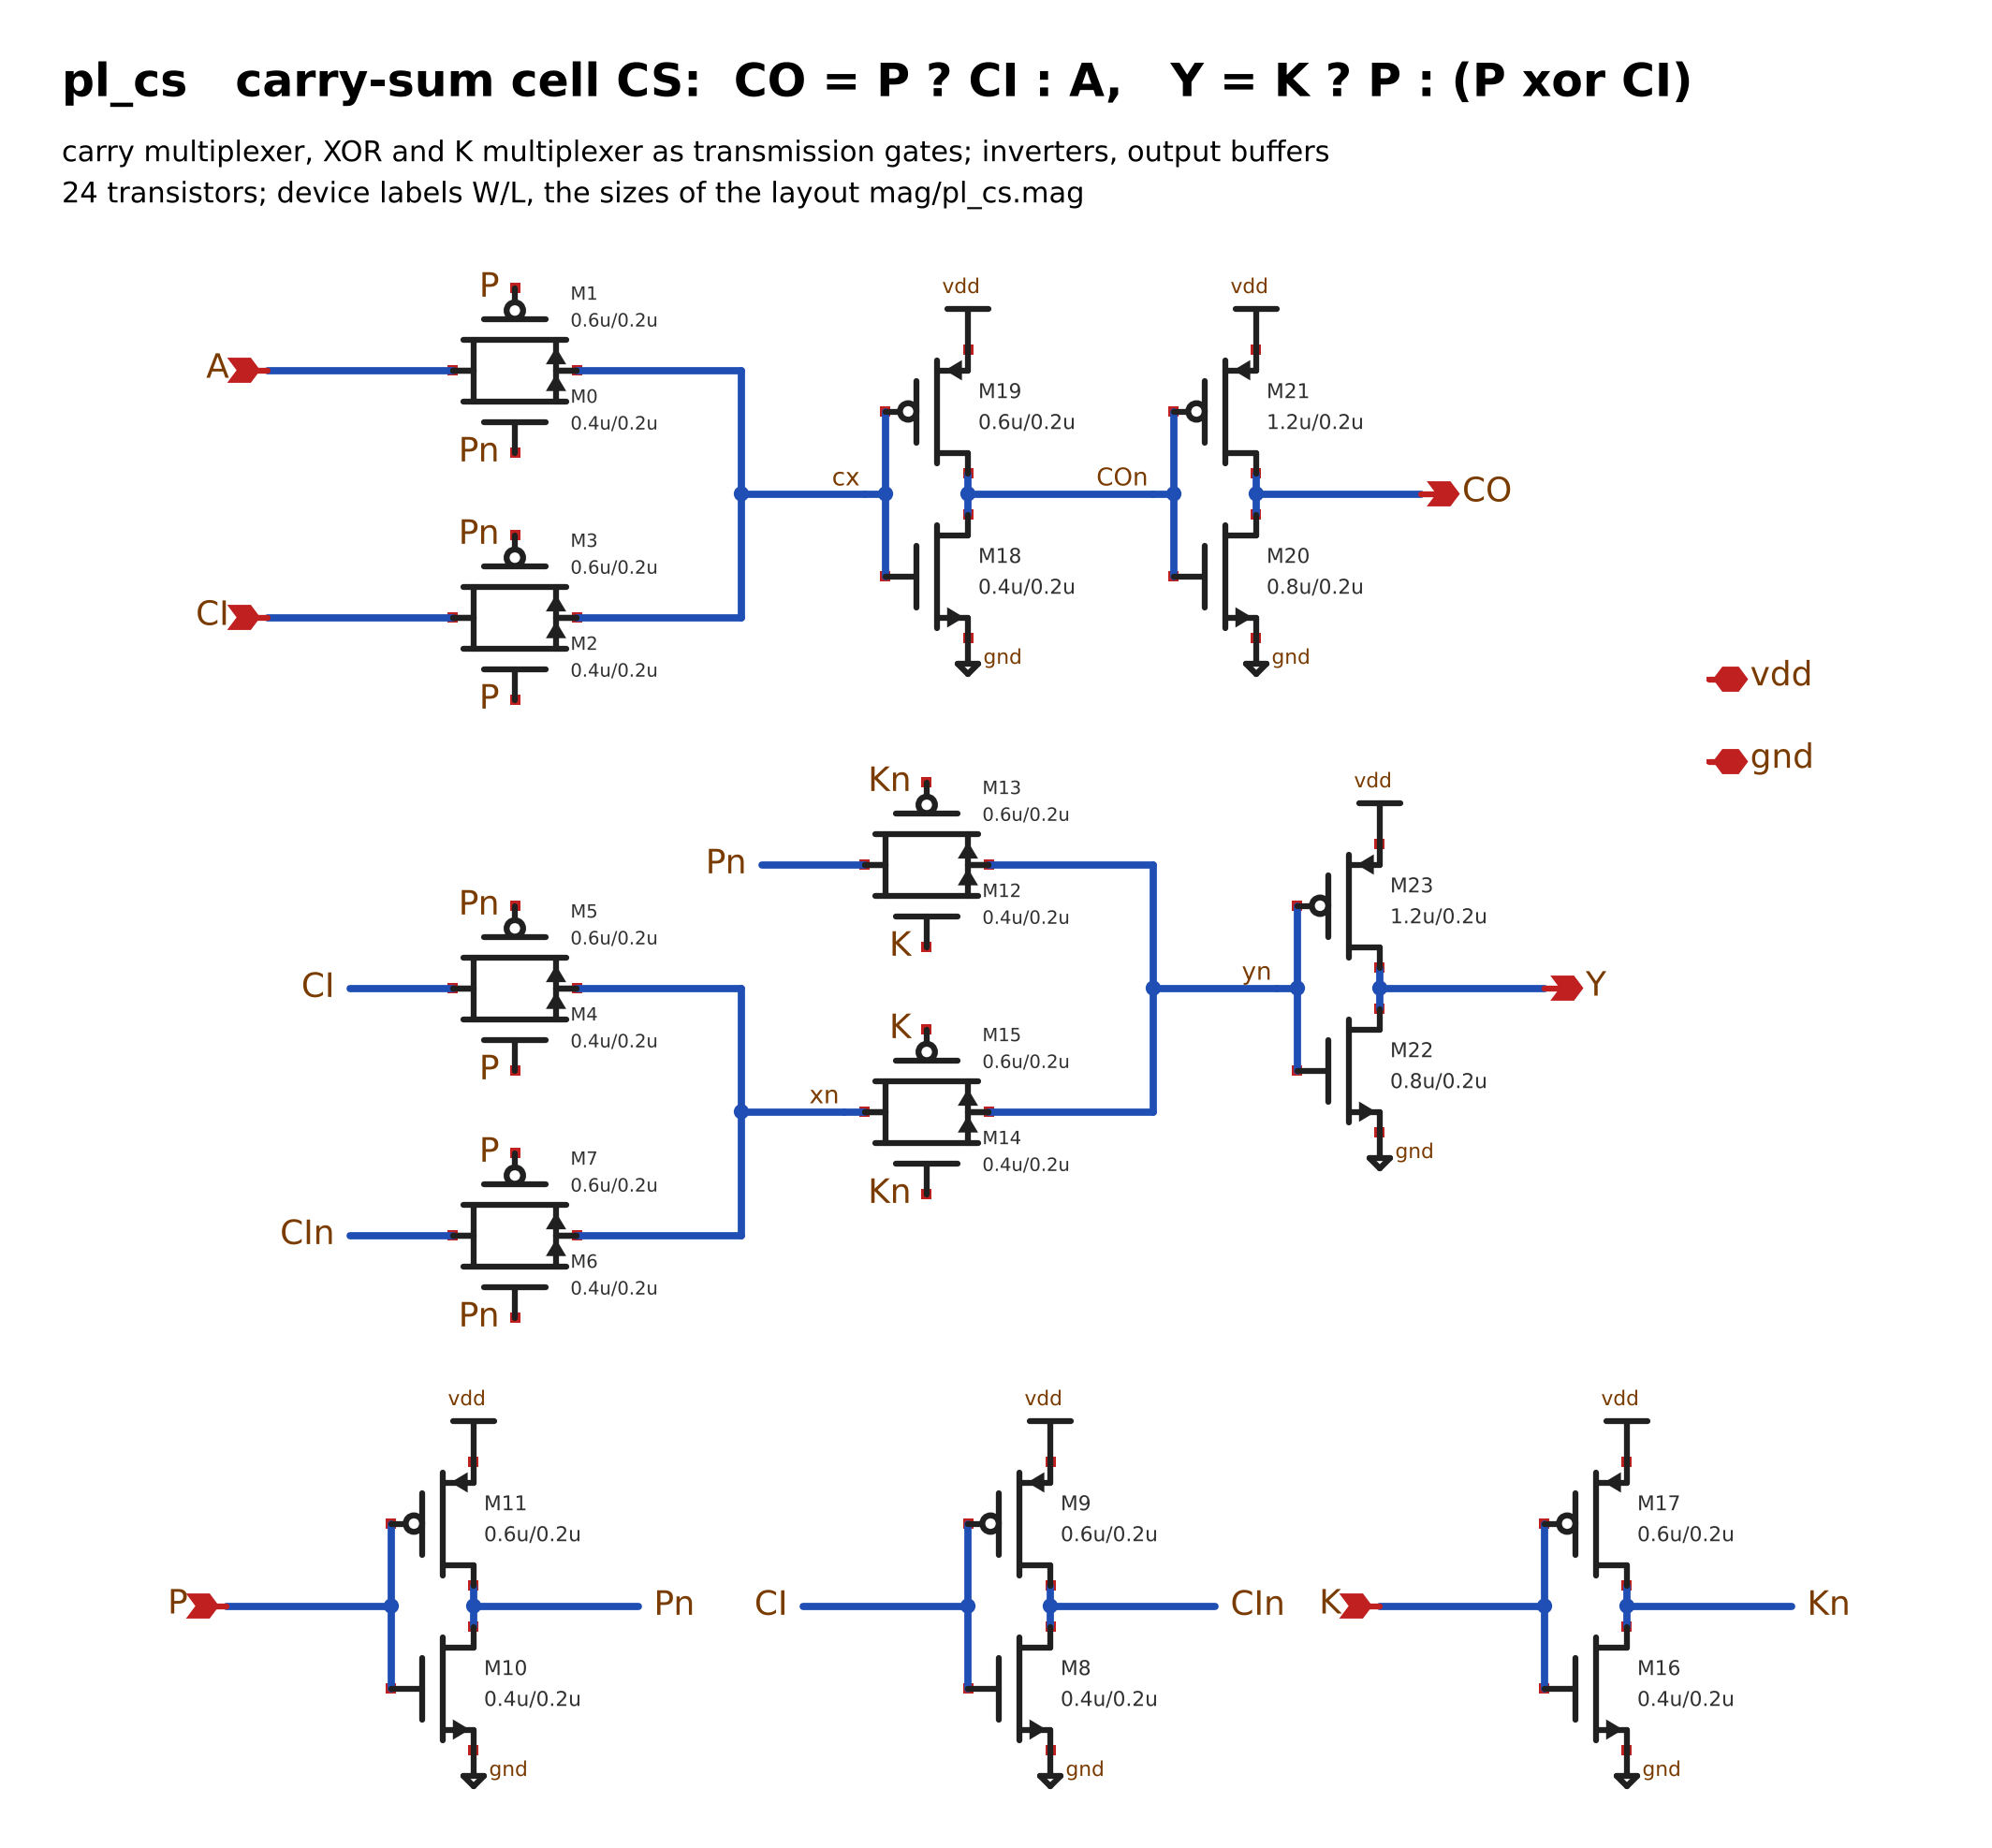 pl_cs carry-sum cell CS: CO = P ? CI : A, Y = K ? P : (P xor CI)
carry multiplexer, XOR and K multiplexer as transmission gates; inverters, output buffers
24 transistors; device labels W/L, the sizes of the layout mag/pl_cs.mag
P
M1
0.6u/0.2u
A
M0
0.4u/0.2u
Pn
Pn
M3
0.6u/0.2u
CI
M2
0.4u/0.2u
P
cx
vdd
M19
0.6u/0.2u
M18
0.4u/0.2u
gnd
COn
vdd
M21
1.2u/0.2u
M20
0.8u/0.2u
gnd
CO
vdd
gnd
Kn
M13
0.6u/0.2u
Pn
M12
0.4u/0.2u
K
Pn
M5
0.6u/0.2u
CI
M4
0.4u/0.2u
P
xn
K
M15
0.6u/0.2u
M14
0.4u/0.2u
Kn
P
M7
0.6u/0.2u
CIn
M6
0.4u/0.2u
Pn
yn
vdd
M23
1.2u/0.2u
M22
0.8u/0.2u
gnd
Y
vdd
M11
0.6u/0.2u
P
Pn
M10
0.4u/0.2u
gnd
vdd
M9
0.6u/0.2u
CI
CIn
M8
0.4u/0.2u
gnd
vdd
M17
0.6u/0.2u
K
Kn
M16
0.4u/0.2u
gnd